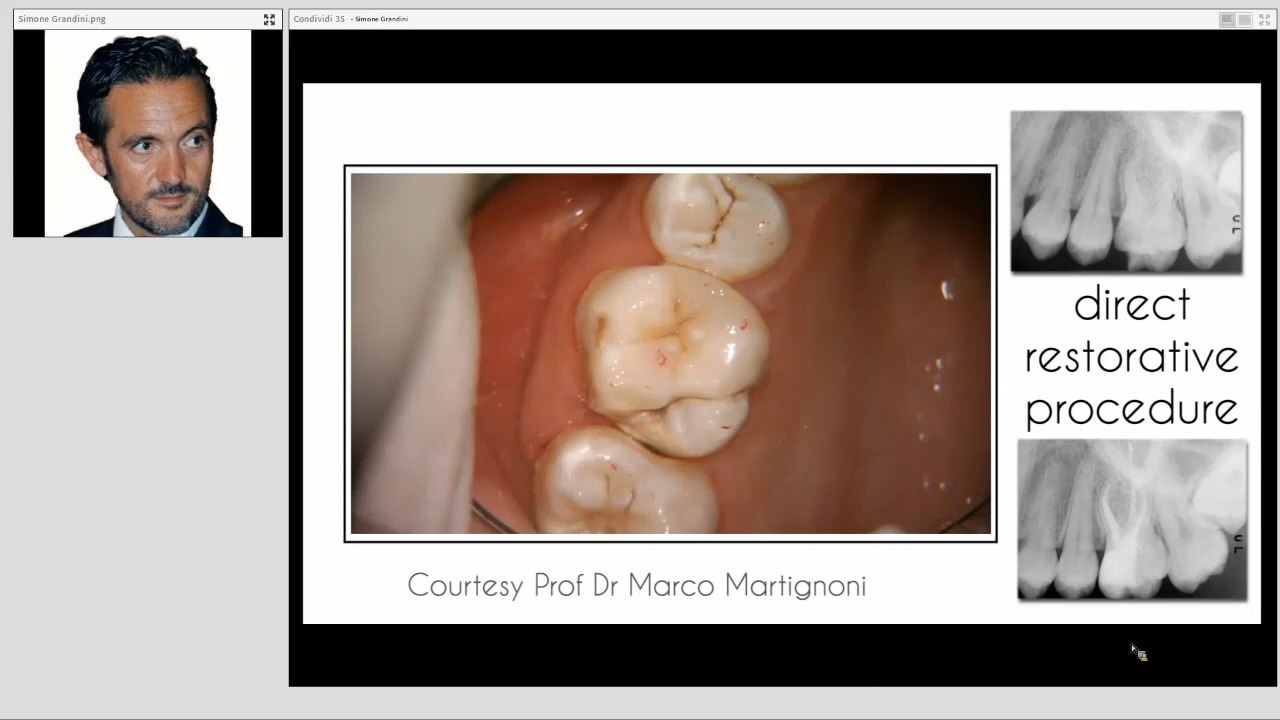 Simone Grandini.png
Condividi 35 - Simone Grandini
direct
restorative
procedure
Courtesy Prof Dr Marco Martignoni